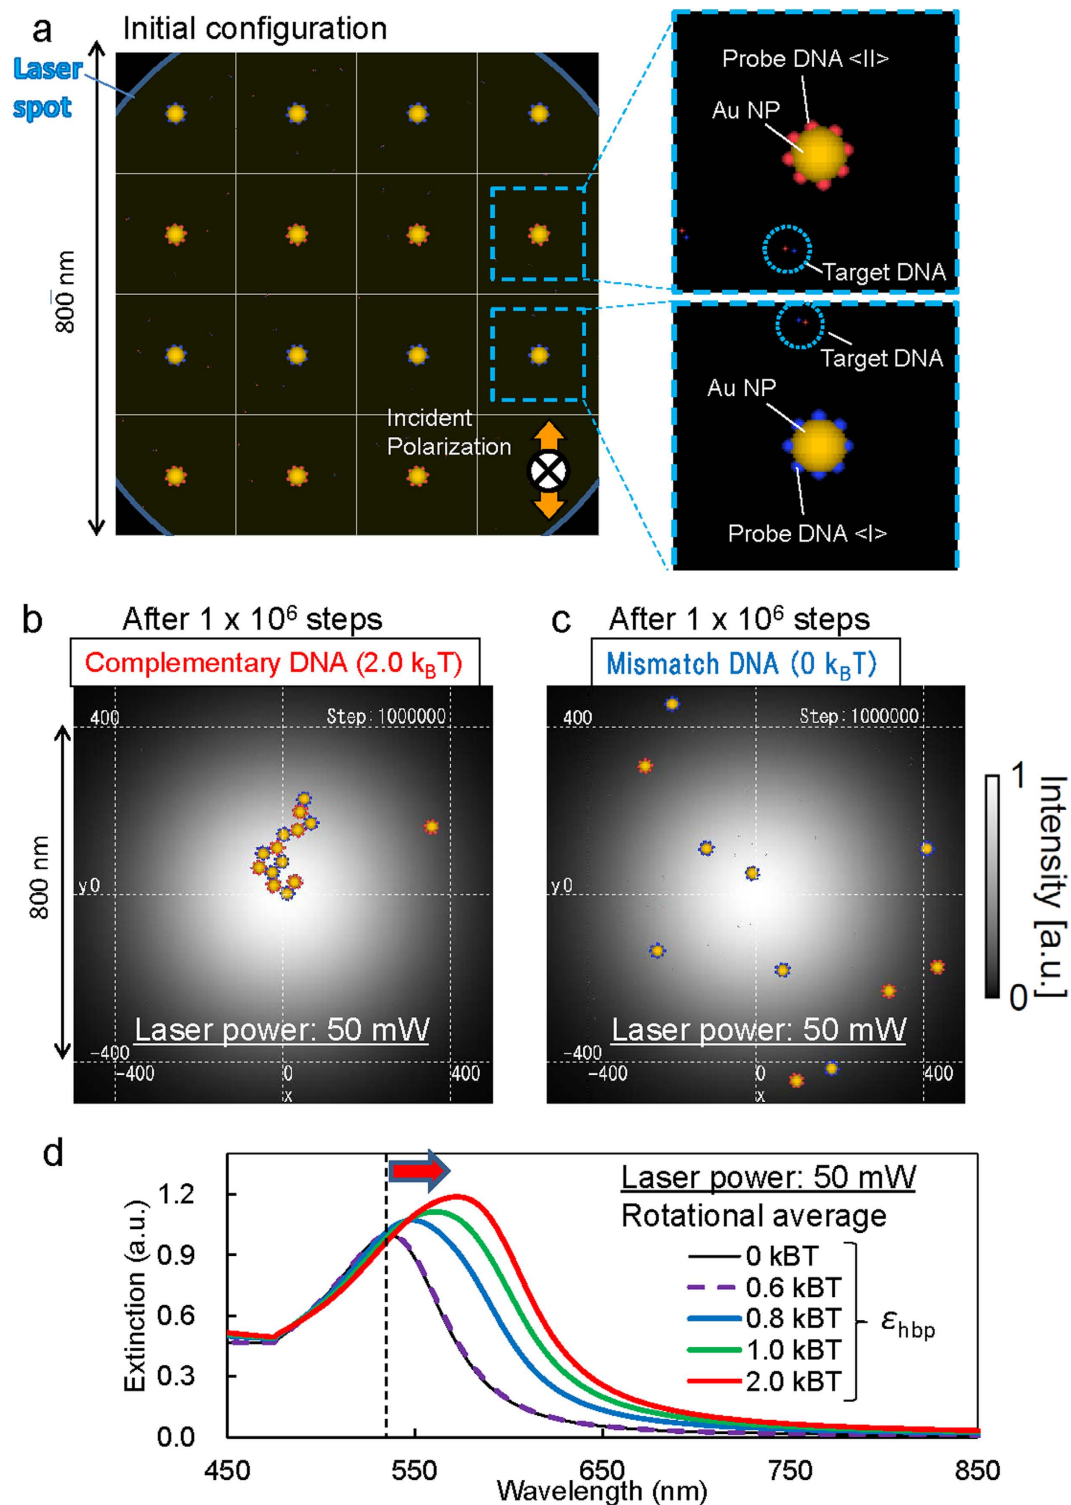 a
Initial configuration
Laser
spot
800 nm
Incident
Polarization
Probe DNA <II>
Au NP
Target DNA
Target DNA
Au NP
Probe DNA <I>
b
After 1 x 10⁶ steps
Complementary DNA (2.0 k_BT)
400
Step:1000000
y0
800 nm
Laser power: 50 mW
-400
-400
0
400
x
c
After 1 x 10⁶ steps
Mismatch DNA (0 k_BT)
400
Step:1000000
y0
Laser power: 50 mW
-400
-400
0
400
x
1
0
Intensity [a.u.]
d
Laser power: 50 mW
Rotational average
0 kBT
0.6 kBT
0.8 kBT
1.0 kBT
2.0 kBT
ε_hbp
Extinction (a.u.)
1.2
0.9
0.6
0.3
0.0
450
550
650
750
850
Wavelength (nm)